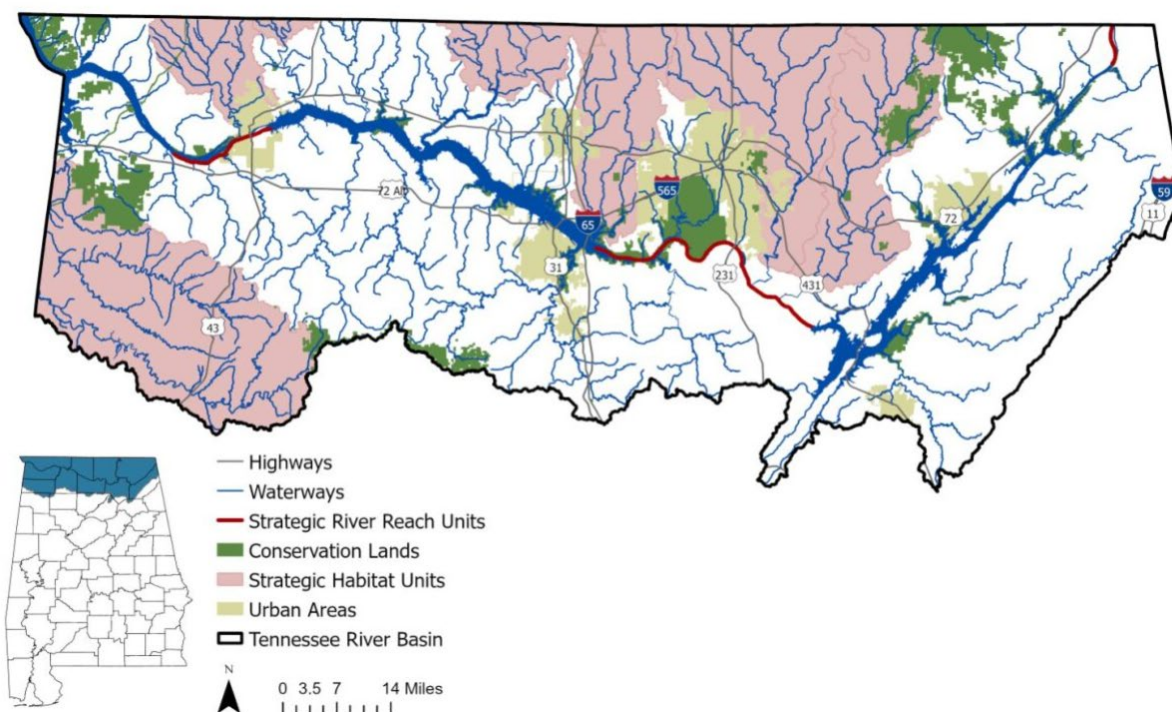 72 Alt
565
65
59
11
72
31
231
431
43
Highways
Waterways
Strategic River Reach Units
Conservation Lands
Strategic Habitat Units
Urban Areas
Tennessee River Basin
N
0 3.5 7 14 Miles